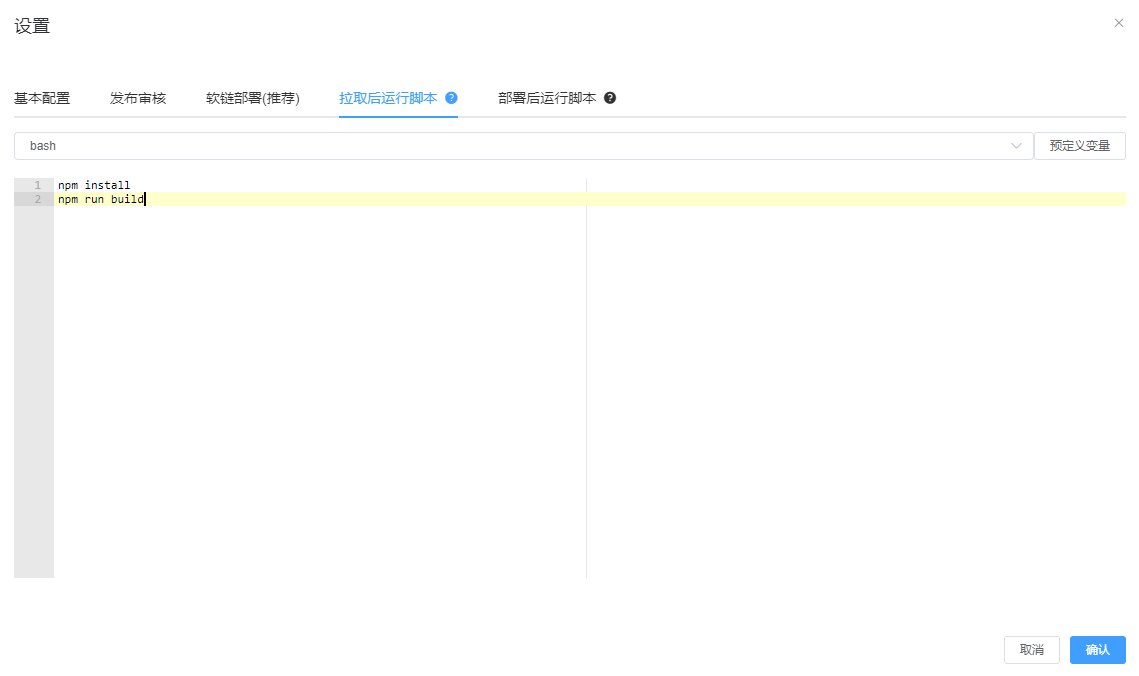 设置
基本配置 发布审核 软链部署(推荐) 拉取后运行脚本 ? 部署后运行脚本 ?
bash 预定义变量
1 npm install
2 npm run build
取消 确认